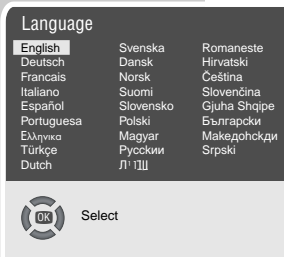 Language
English
Deutsch
Francais
Italiano
Español
Portuguesa
Ελληνικα
Türkçe
Dutch
Svenska
Dansk
Norsk
Suomi
Slovensko
Polski
Magyar
Русскии
Romaneste
Hirvatski
Čeština
Slovenčina
Gjuha Shqipe
Български
Македоhскди
Srpski
OK
Select